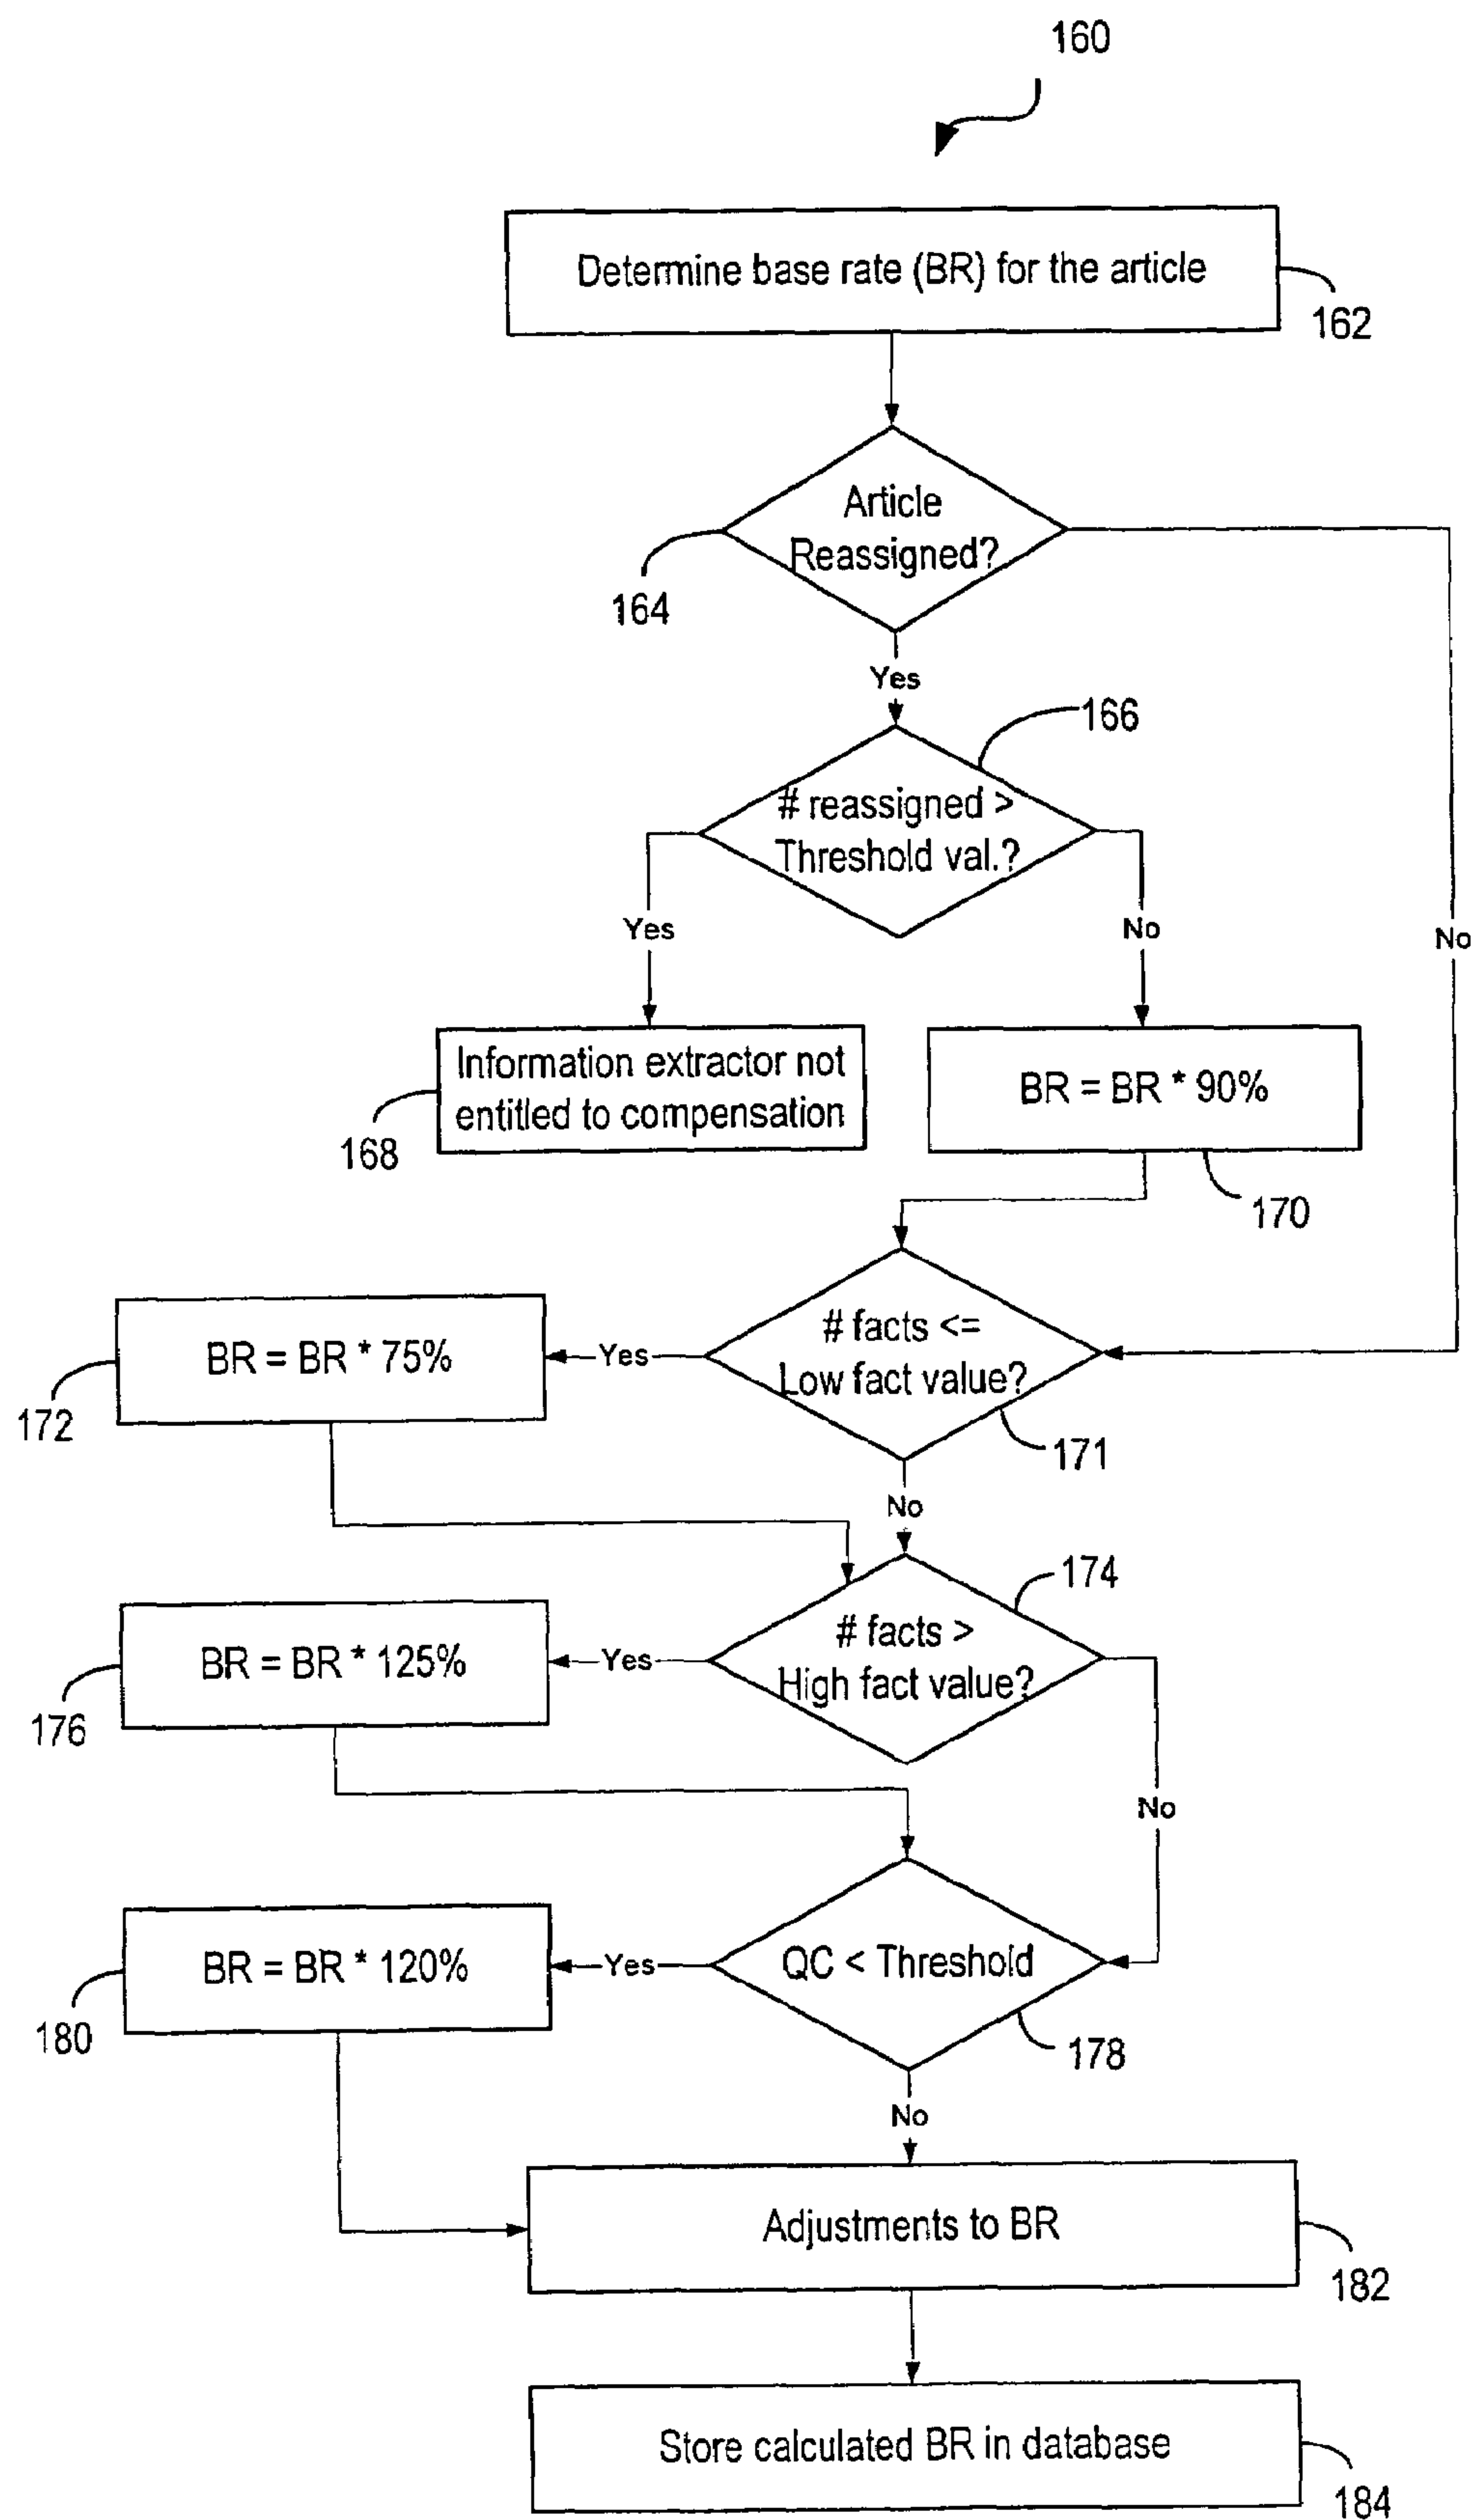 160
Determine base rate (BR) for the article
162
Article
Reassigned?
164
Yes
166
# reassigned >
Threshold val.?
Yes
No
No
Information extractor not
entitled to compensation
168
BR = BR * 90%
170
# facts <=
Low fact value?
Yes
BR = BR * 75%
172
171
No
174
# facts >
High fact value?
Yes
BR = BR * 125%
176
No
QC < Threshold
Yes
BR = BR * 120%
180
178
No
Adjustments to BR
182
Store calculated BR in database
184